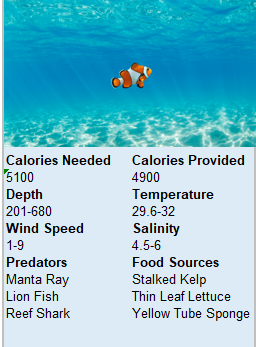 Calories Needed Calories Provided
5100 4900
Depth Temperature
201-680 29.6-32
Wind Speed Salinity
1-9 4.5-6
Predators Food Sources
Manta Ray Stalked Kelp
Lion Fish Thin Leaf Lettuce
Reef Shark Yellow Tube Sponge